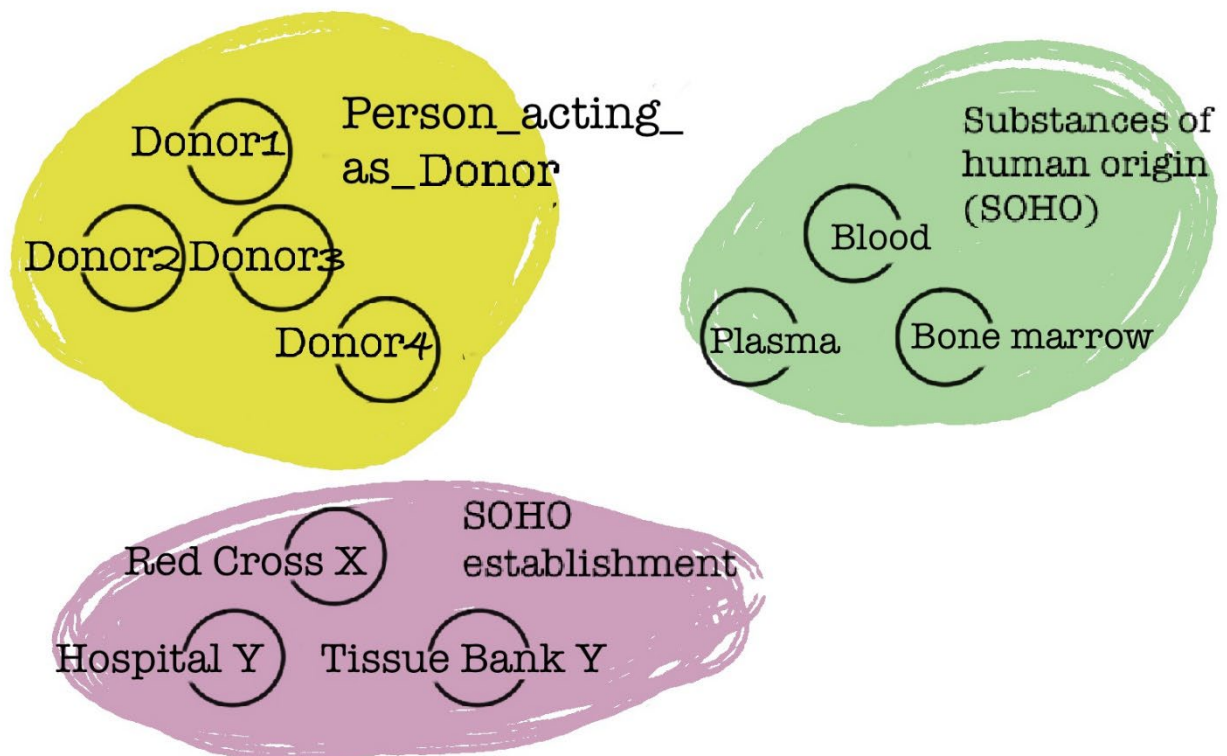 Person_acting_
as_Donor
Donor1
Donor2
Donor3
Donor4
Substances of
human origin
(SOHO)
Blood
Plasma
Bone marrow
SOHO
establishment
Red Cross X
Hospital Y
Tissue Bank Y